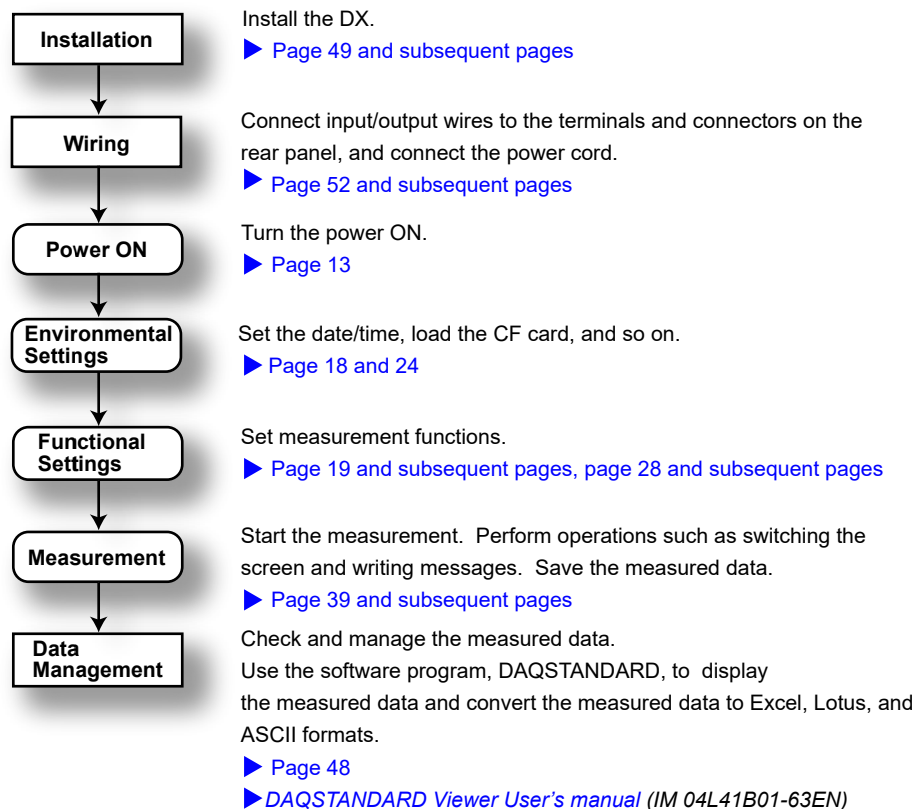 Installation
Install the DX.
▶ Page 49 and subsequent pages
Wiring
Connect input/output wires to the terminals and connectors on the
rear panel, and connect the power cord.
▶ Page 52 and subsequent pages
Power ON
Turn the power ON.
▶ Page 13
Environmental
Settings
Set the date/time, load the CF card, and so on.
▶ Page 18 and 24
Functional
Settings
Set measurement functions.
▶ Page 19 and subsequent pages, page 28 and subsequent pages
Measurement
Start the measurement.  Perform operations such as switching the
screen and writing messages.  Save the measured data.
▶ Page 39 and subsequent pages
Data
Management
Check and manage the measured data.
Use the software program, DAQSTANDARD, to  display
the measured data and convert the measured data to Excel, Lotus, and
ASCII formats.
▶ Page 48
▶DAQSTANDARD Viewer User's manual (IM 04L41B01-63EN)